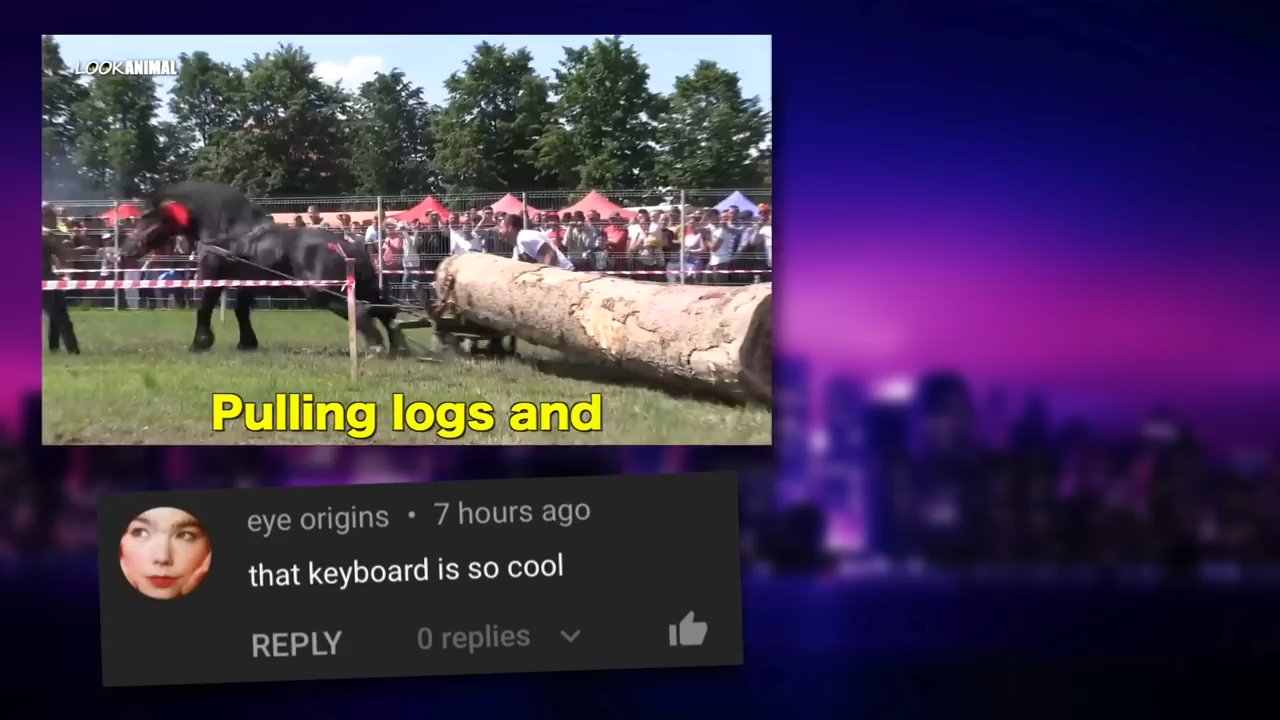 LOOKANIMAL
Pulling logs and
eye origins • 7 hours ago
that keyboard is so cool
REPLY 0 replies